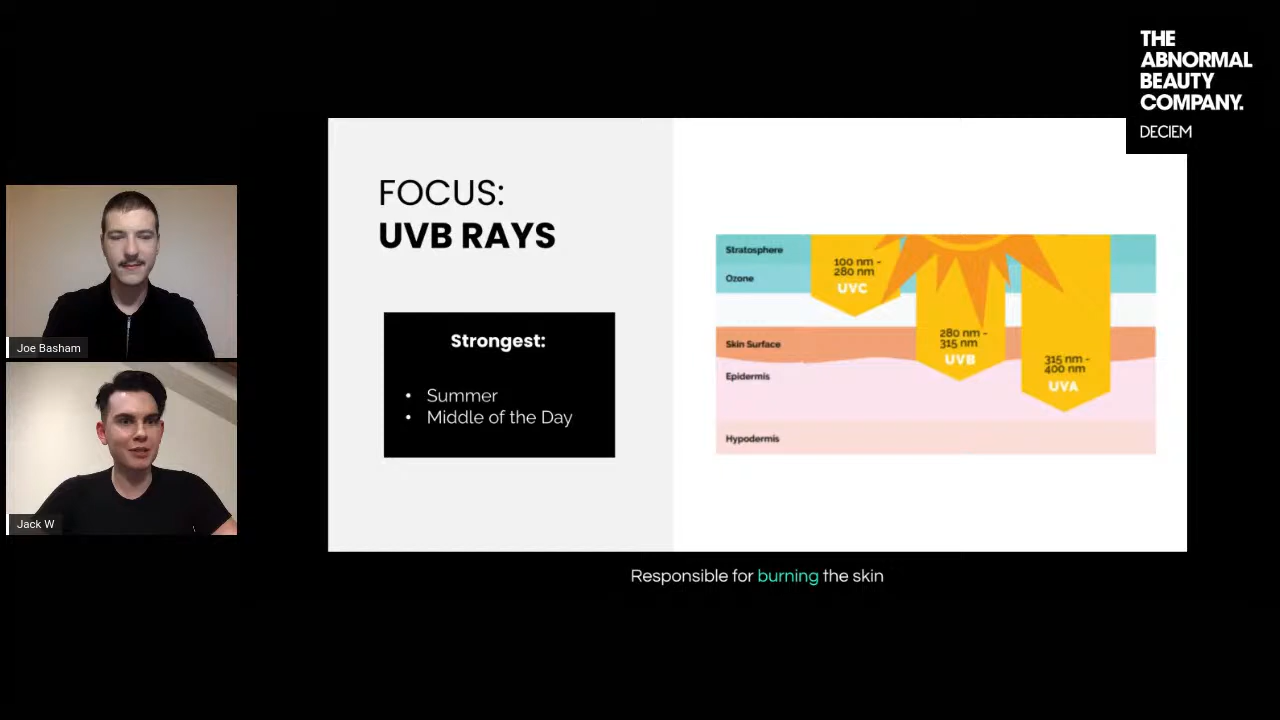 THE
ABNORMAL
BEAUTY
COMPANY.
DECIEM
FOCUS:
UVB RAYS
Strongest:
• Summer
• Middle of the Day
Stratosphere
Ozone
Skin Surface
Epidermis
Hypodermis
100 nm -
280 nm
UVC
280 nm -
315 nm
UVB
315 nm -
400 nm
UVA
Joe Basham
Jack W
Responsible for burning the skin